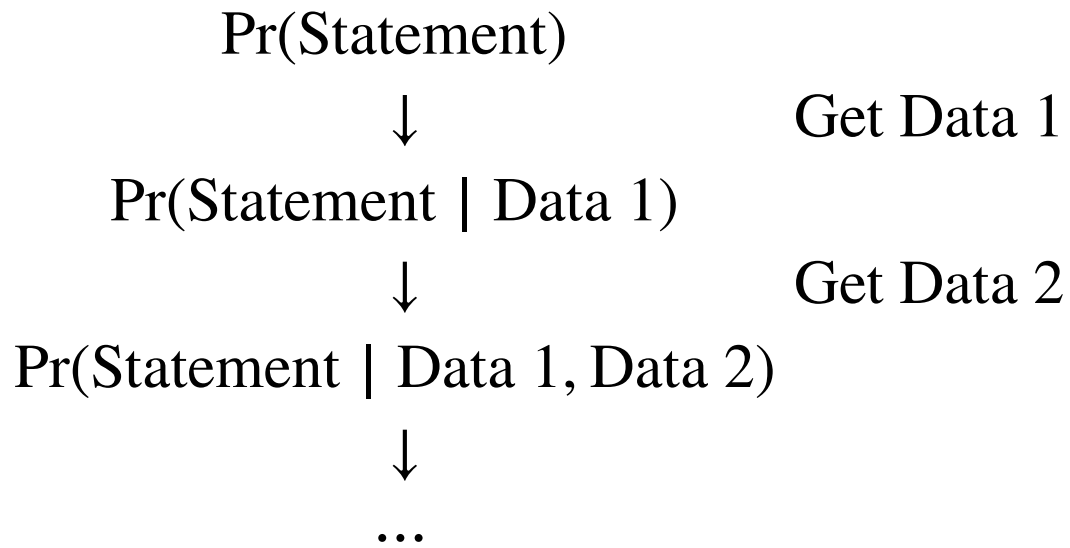 Pr(Statement)
↓ Get Data 1
Pr(Statement | Data 1)
↓ Get Data 2
Pr(Statement | Data 1, Data 2)
↓
...